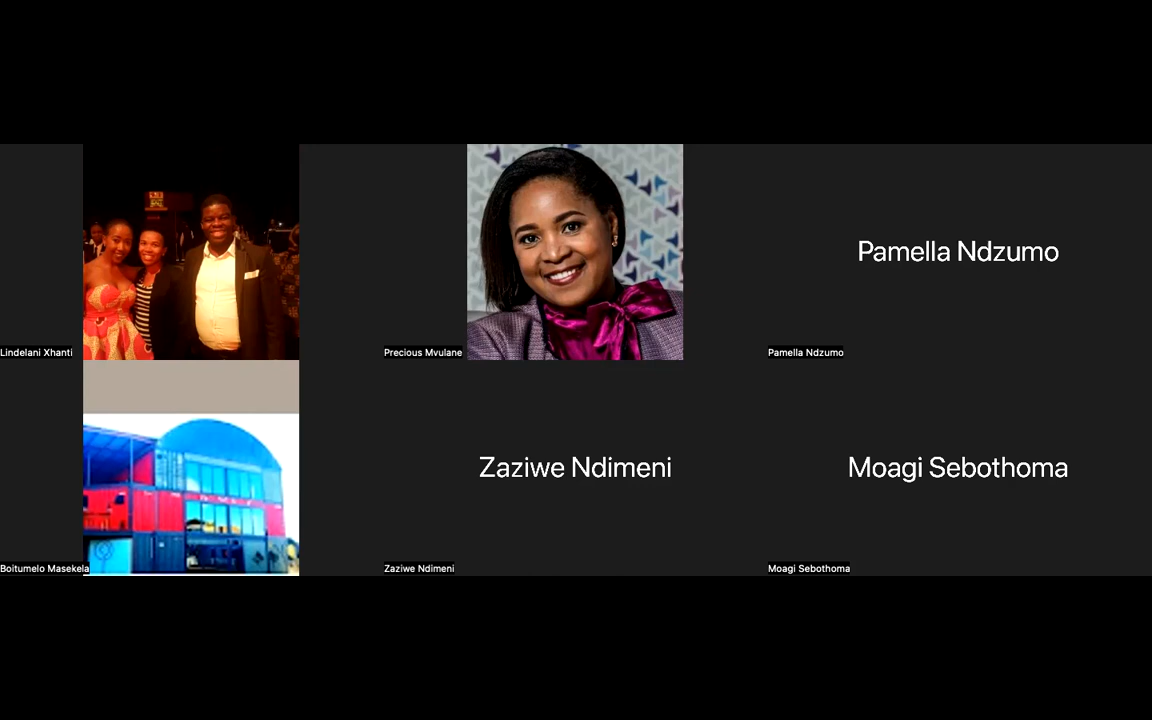 Pamella Ndzumo
Lindelani Xhanti
Precious Mvulane
Pamella Ndzumo
Zaziwe Ndimeni
Moagi Sebothoma
Boitumelo Masekela
Zaziwe Ndimeni
Moagi Sebothoma